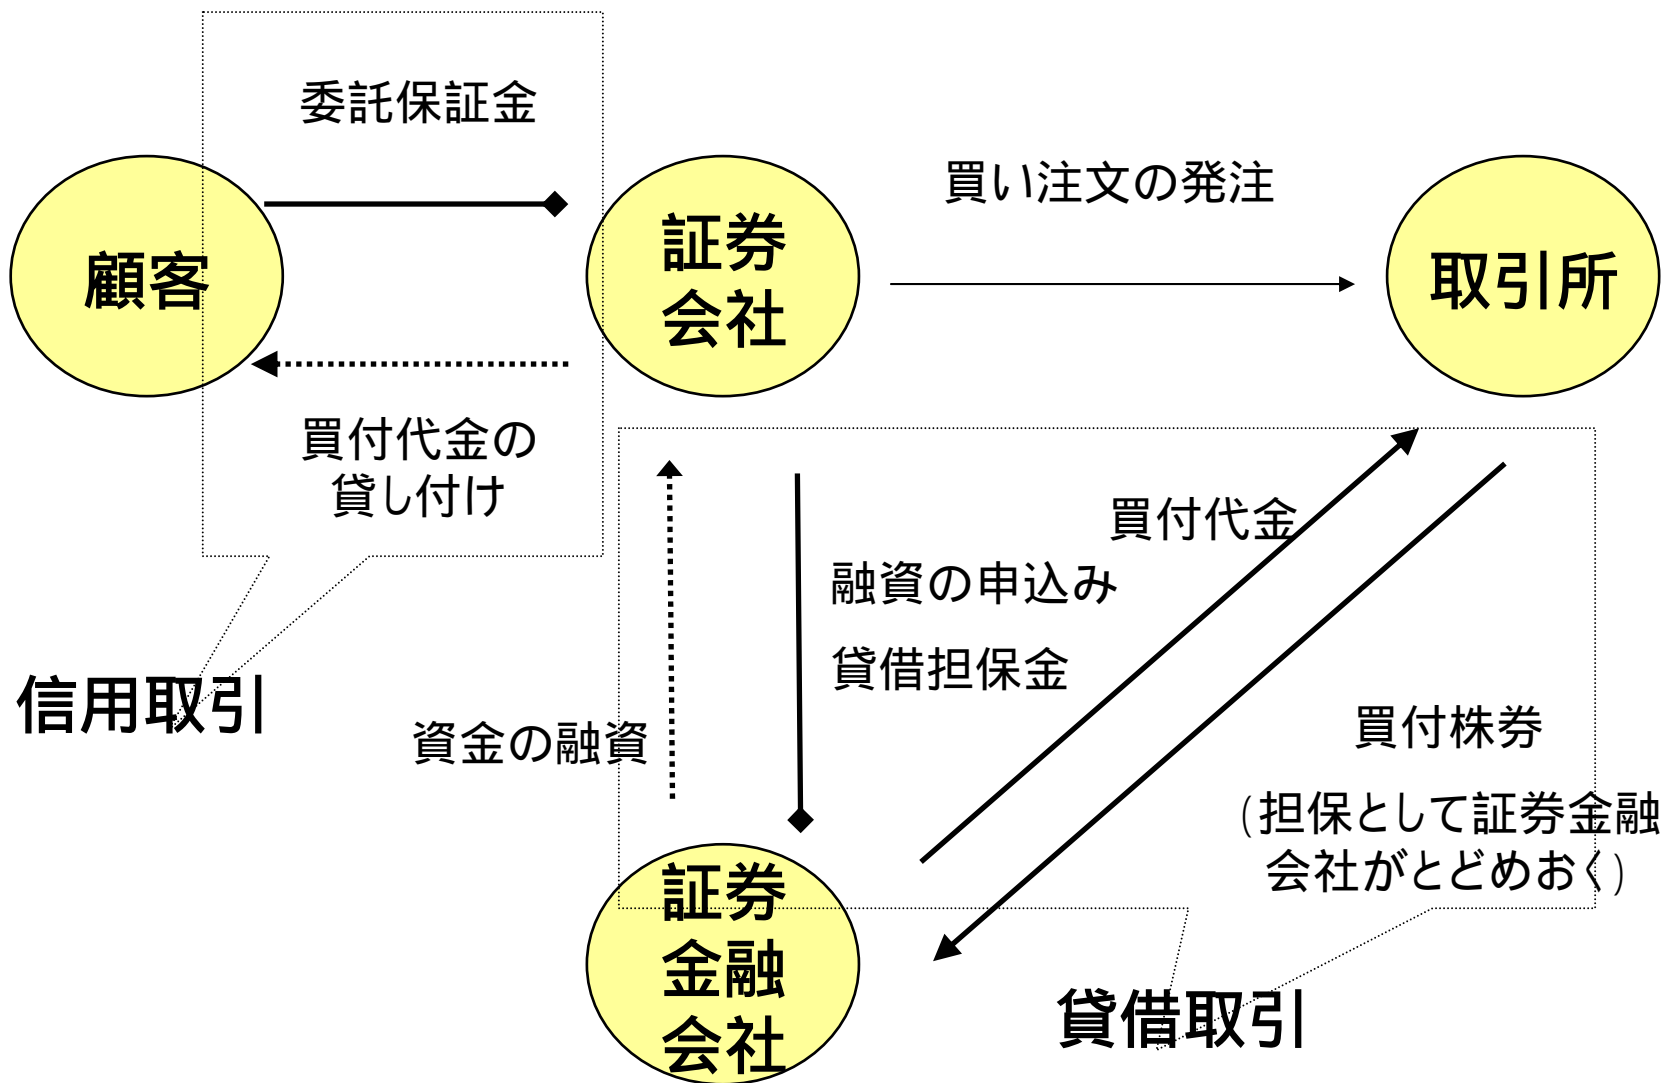 委託保証金
買い注文の発注
顧客
証券
会社
取引所
買付代金の
貸し付け
買付代金
融資の申込み
貸借担保金
信用取引
資金の融資
買付株券
(担保として証券金融
会社がとどめおく)
証券
金融
会社
貸借取引